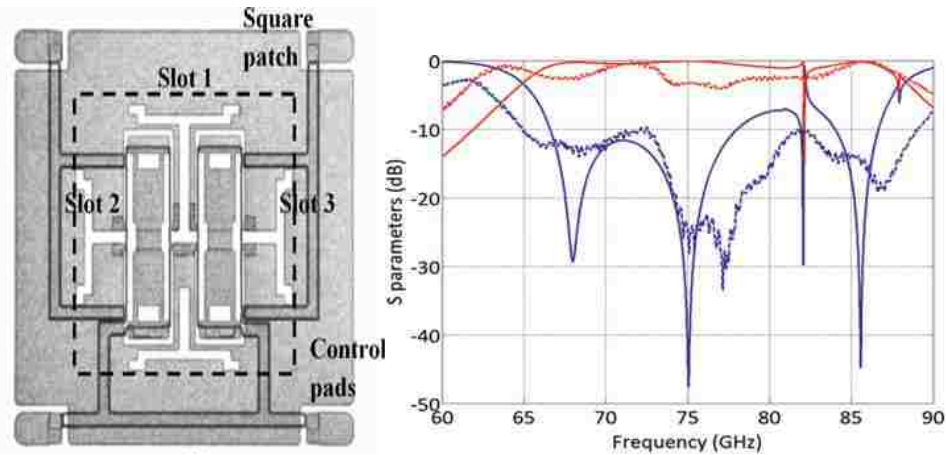 Square
patch
Slot 1
Slot 2
Slot 3
Control
pads
S parameters (dB)
0
-10
-20
-30
-40
-50
60
65
70
75
80
85
90
Frequency (GHz)